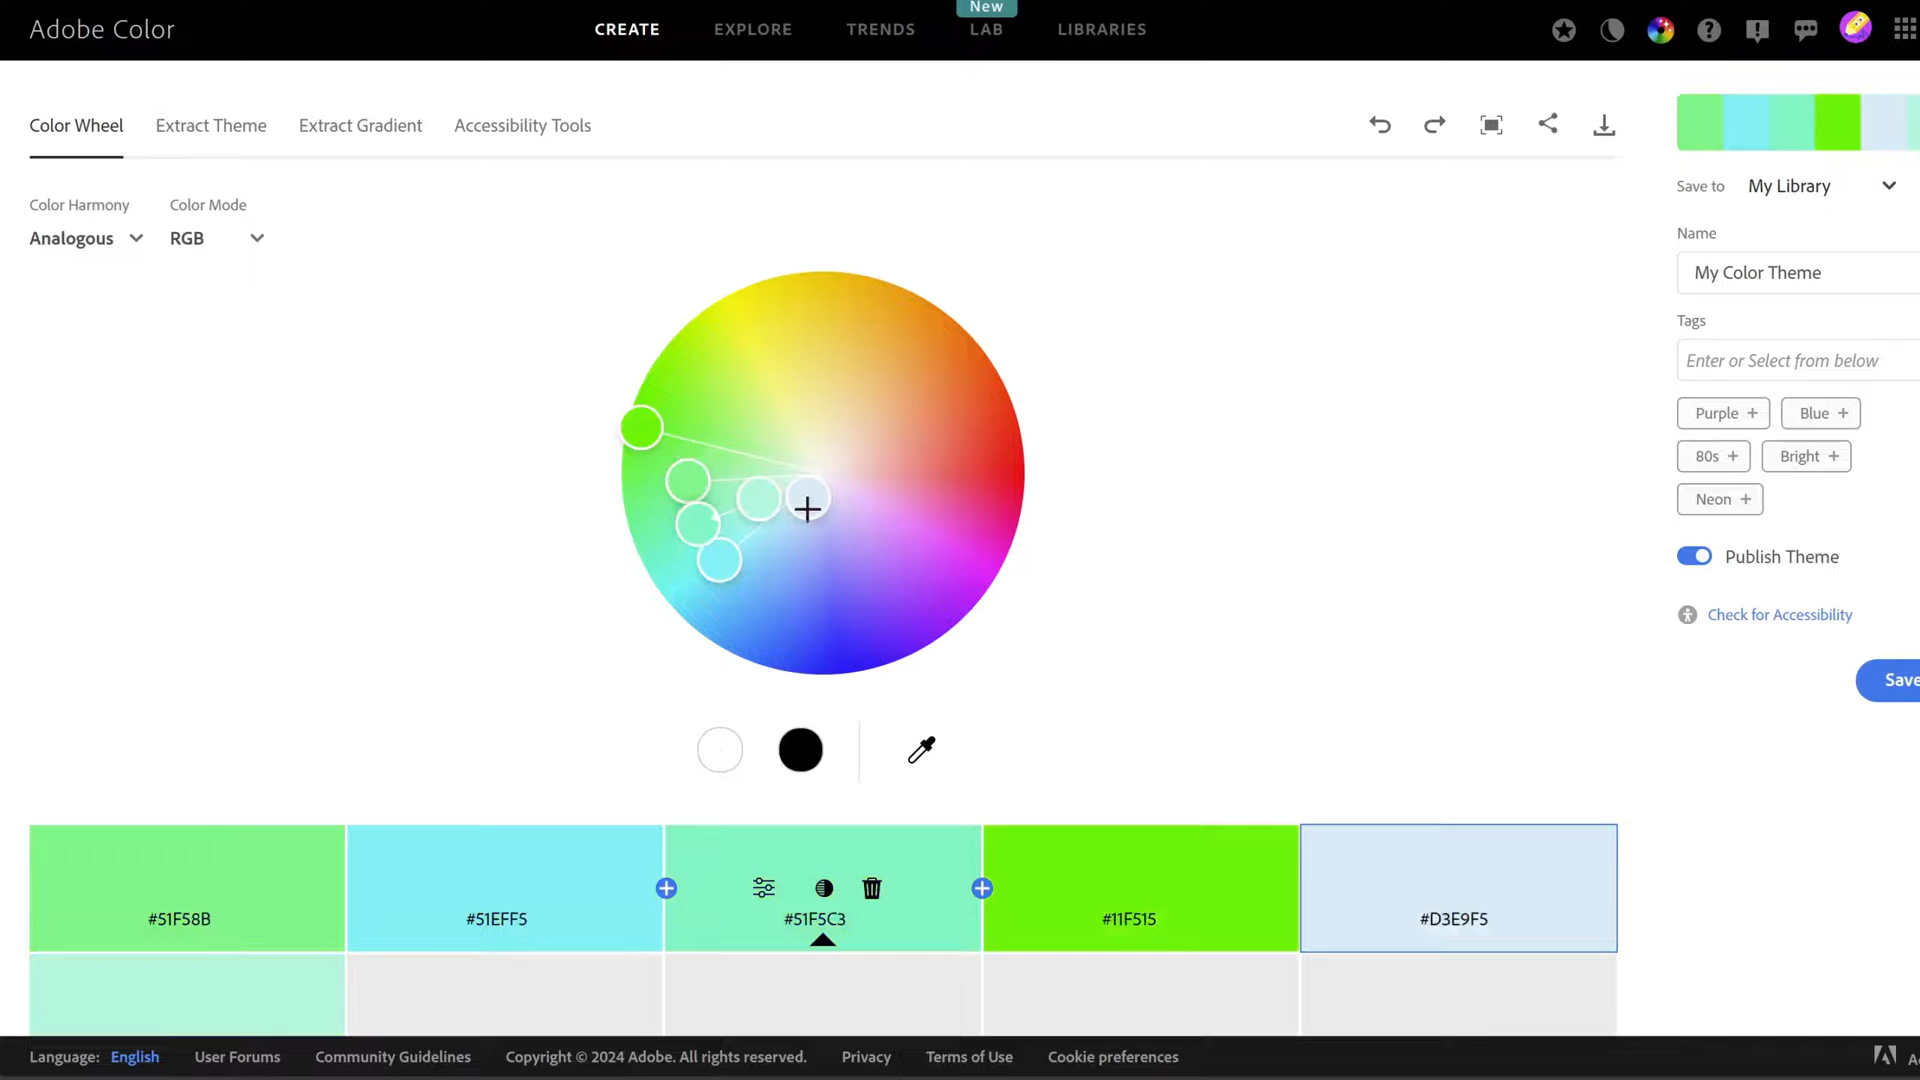 New
Adobe Color CREATE EXPLORE TRENDS LAB LIBRARIES
Color Wheel Extract Theme Extract Gradient Accessibility Tools
Color Harmony Color Mode
Analogous RGB
Save to My Library
Name
My Color Theme
Tags
Enter or Select from below
Purple + Blue +
80s + Bright +
Neon +
Publish Theme
Check for Accessibility
Save
#51F58B #51EFF5 #51F5C3 #11F515 #D3E9F5
Language: English User Forums Community Guidelines Copyright © 2024 Adobe. All rights reserved. Privacy Terms of Use Cookie preferences